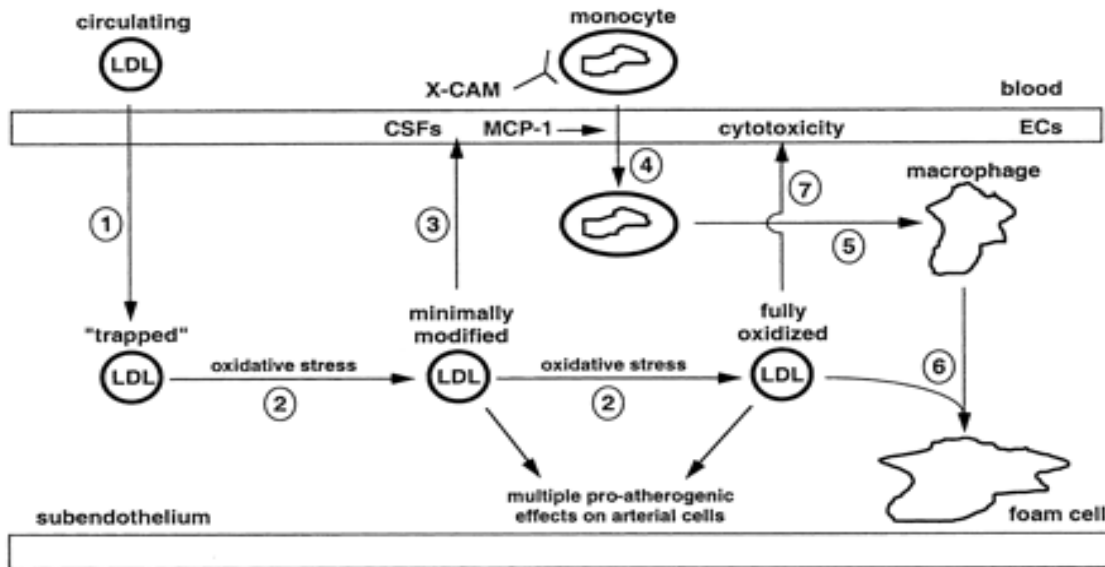 circulating
LDL
monocyte
X-CAM
blood
CSFs MCP-1 cytotoxicity ECs
1
3
4
7
macrophage
5
"trapped"
LDL
oxidative stress
2
minimally
modified
LDL
oxidative stress
2
fully
oxidized
LDL
6
multiple pro-atherogenic
effects on arterial cells
subendothelium
foam cell